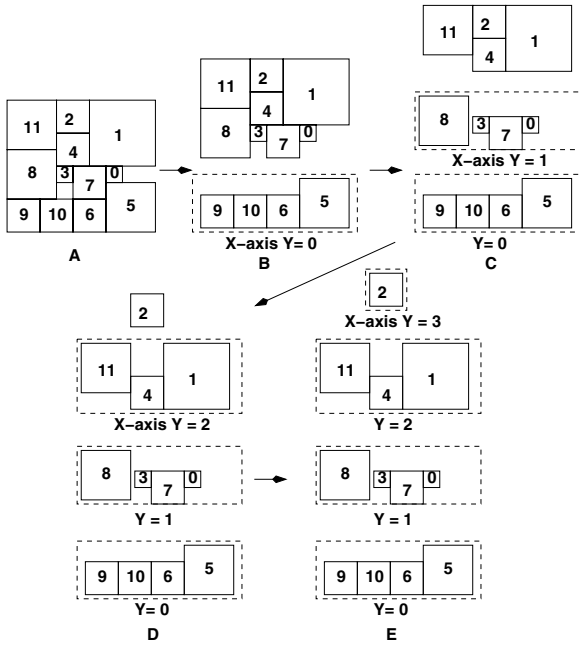 11 2 1
4
8 3 0
7
9 10 6 5
A
11 2 1
4
8 3 0
7
9 10 6 5
X-axis Y= 0
B
11 2 1
4
8 3 0
7
X-axis Y = 1
9 10 6 5
Y= 0
C
2
11 1
4
X-axis Y = 2
8 3 0
7
Y = 1
9 10 6 5
Y= 0
D
2
X-axis Y = 3
11 1
4
Y = 2
8 3 0
7
Y = 1
9 10 6 5
Y= 0
E